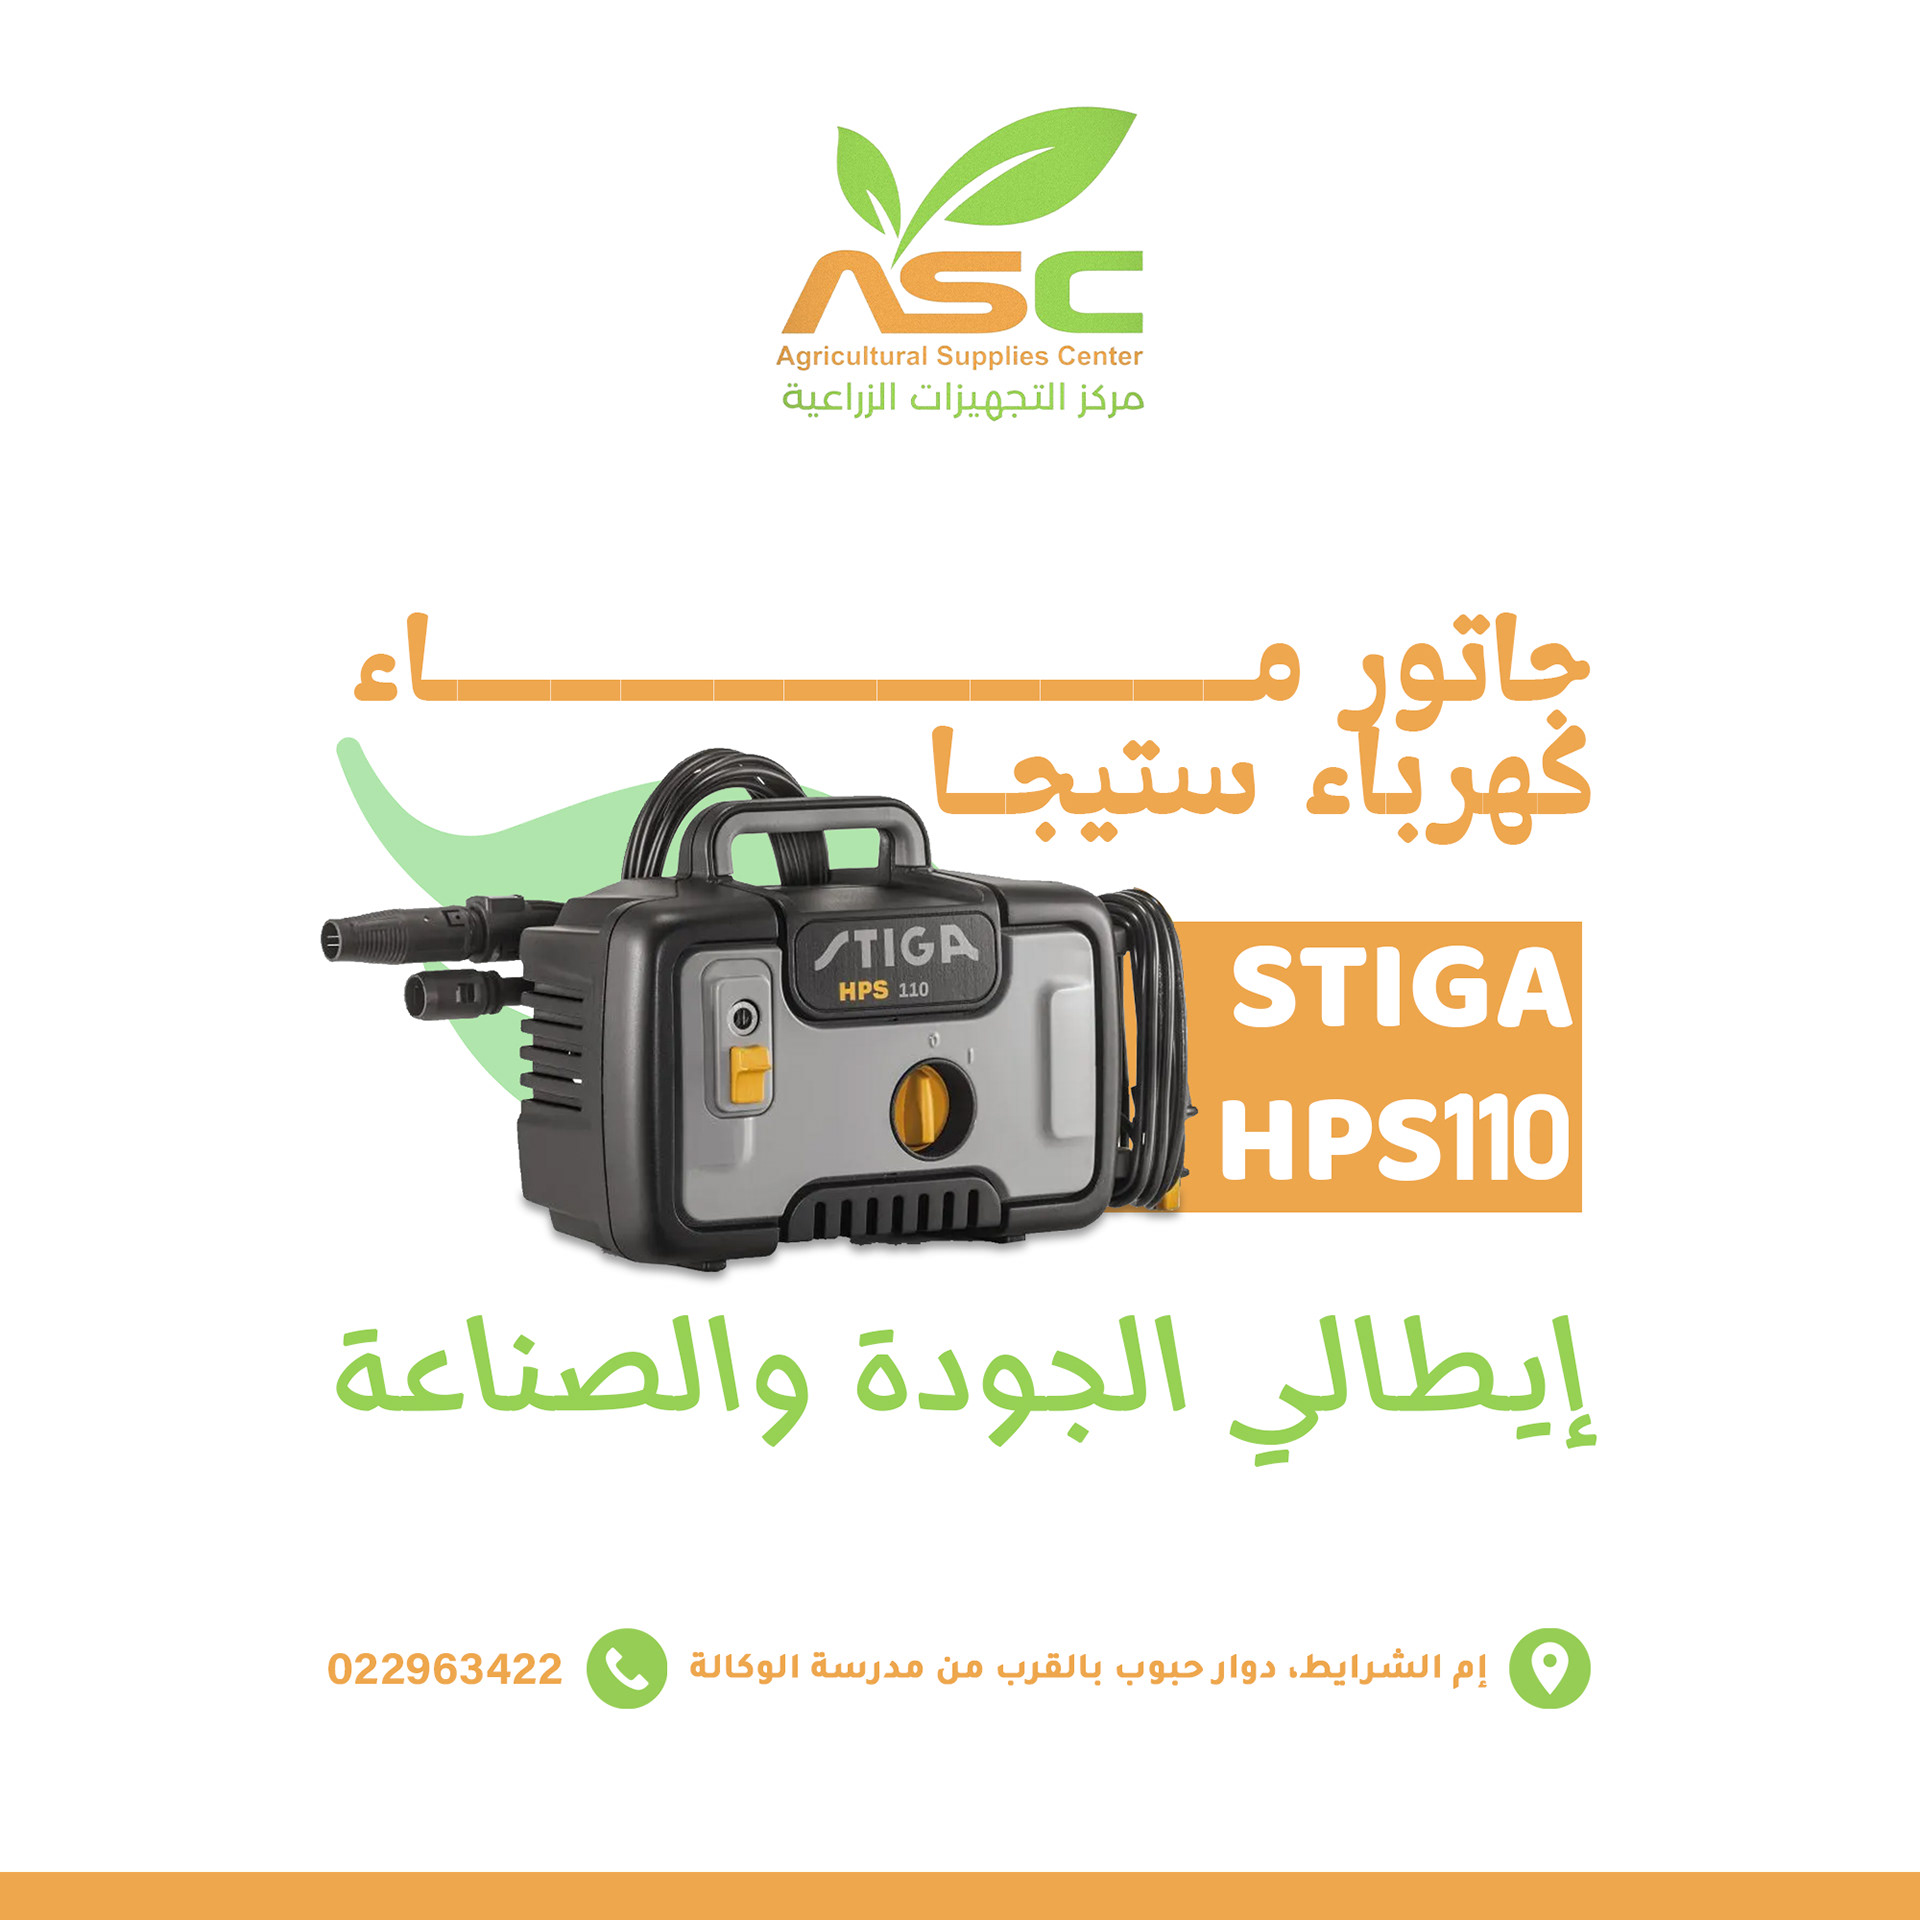 ASC
Agricultural Supplies Center
مركز التجهيزات الزراعية
جاتور مـــــــــــاء
كهرباء ستيجـا
STIGA
HPS 110
STIGA
HPS110
إيطالي الجودة والصناعة
إم الشرايط، دوار حبوب بالقرب من مدرسة الوكالة
022963422